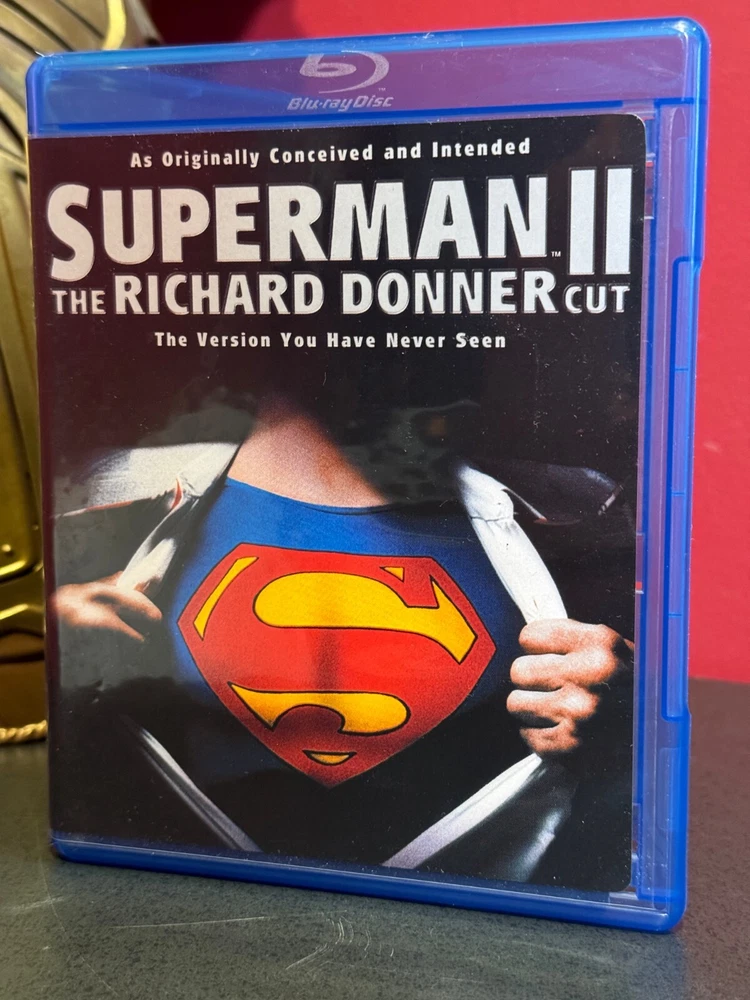 Blu-ray Disc
As Originally Conceived and Intended
SUPERMAN II
™
THE RICHARD DONNER CUT
The Version You Have Never Seen
S